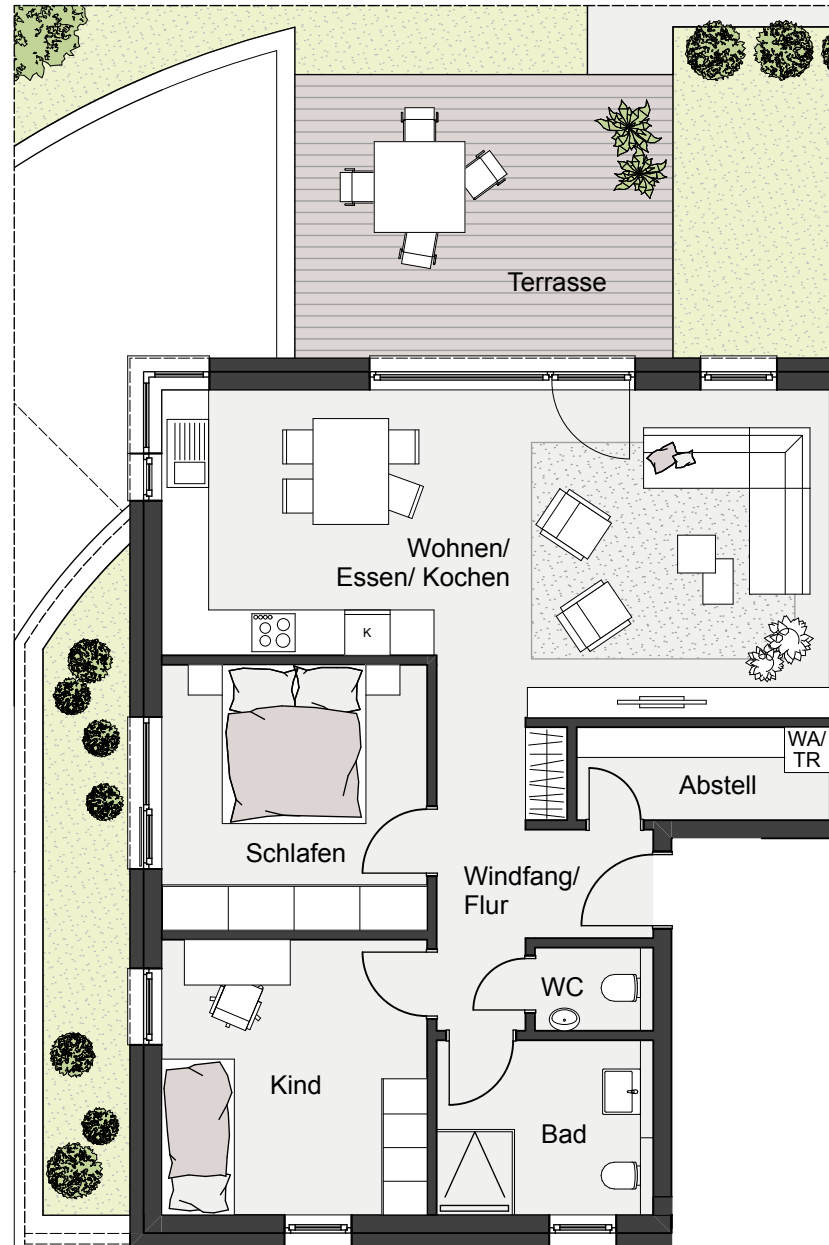 Terrasse
Wohnen/
Essen/ Kochen
K
WA/
TR
Abstell
Schlafen
Windfang/
Flur
WC
Kind
Bad